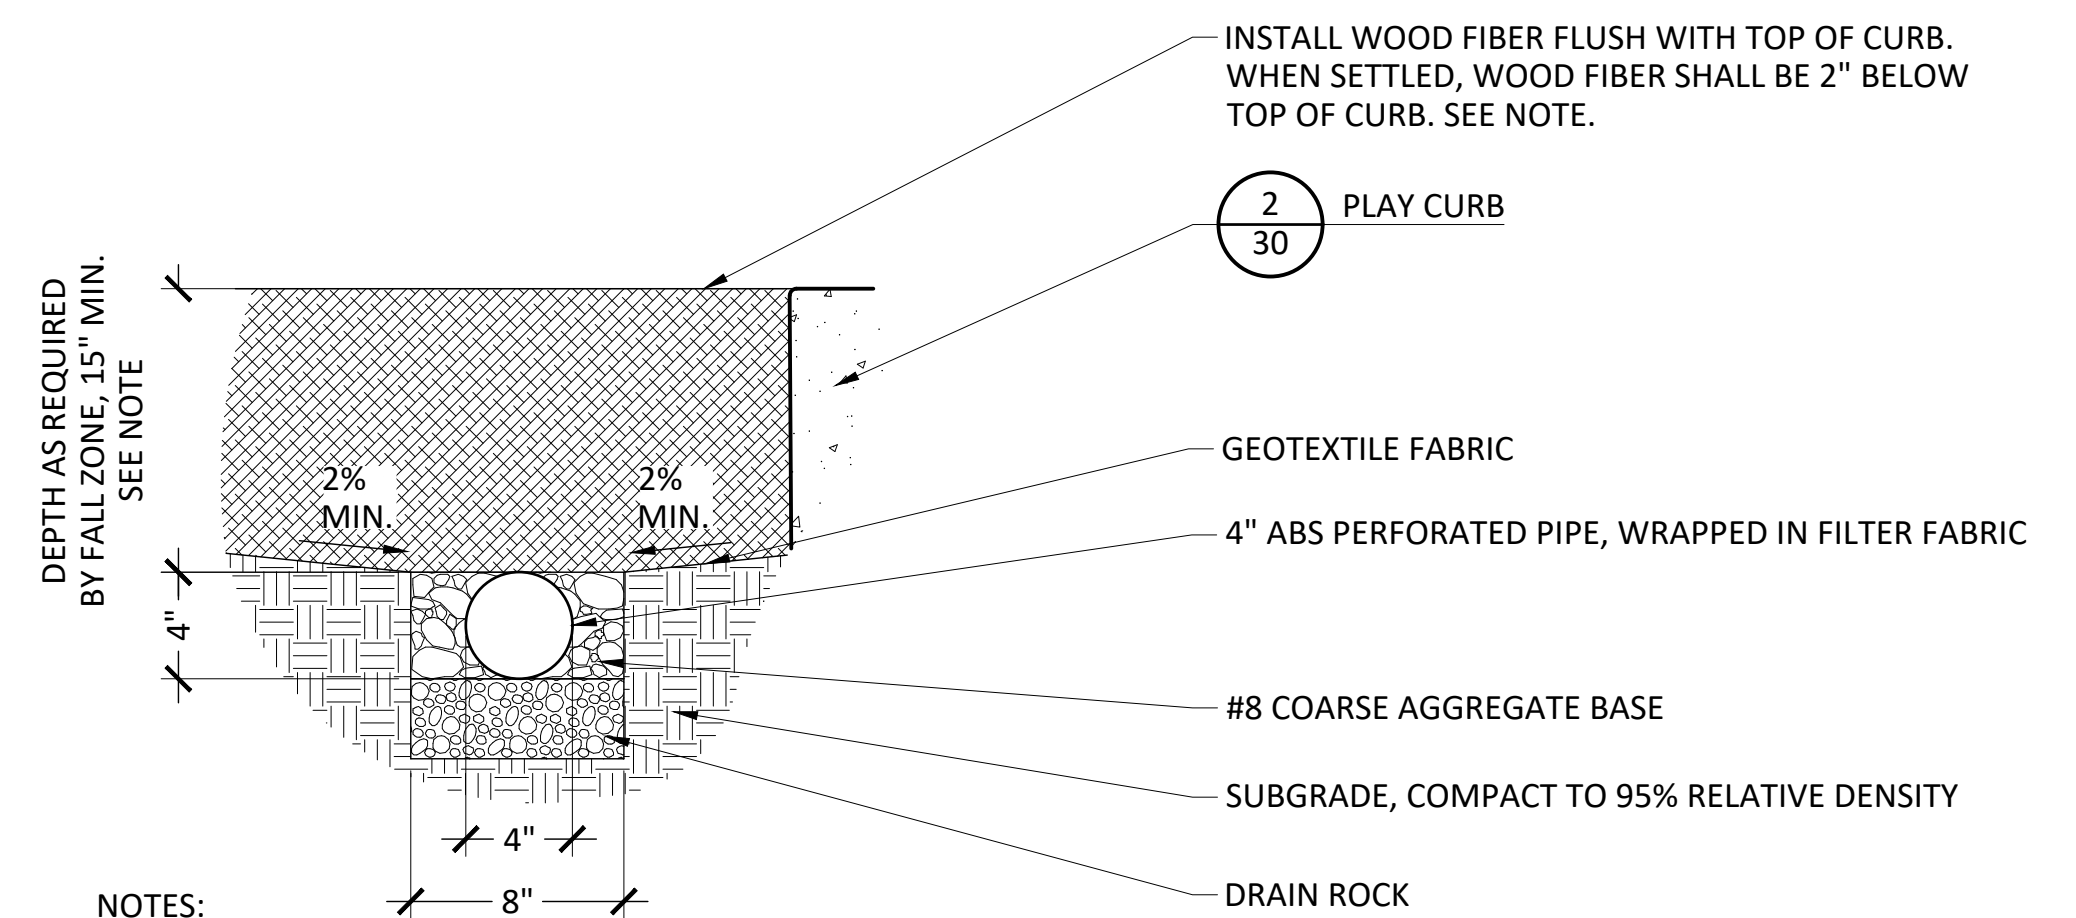 INSTALL WOOD FIBER FLUSH WITH TOP OF CURB.
WHEN SETTLED, WOOD FIBER SHALL BE 2" BELOW
TOP OF CURB. SEE NOTE.
2
30
PLAY CURB
DEPTH AS REQUIRED
BY FALL ZONE, 15" MIN.
SEE NOTE
2%
MIN.
2%
MIN.
GEOTEXTILE FABRIC
4" ABS PERFORATED PIPE, WRAPPED IN FILTER FABRIC
4"
#8 COARSE AGGREGATE BASE
SUBGRADE, COMPACT TO 95% RELATIVE DENSITY
4"
DRAIN ROCK
8"
NOTES: